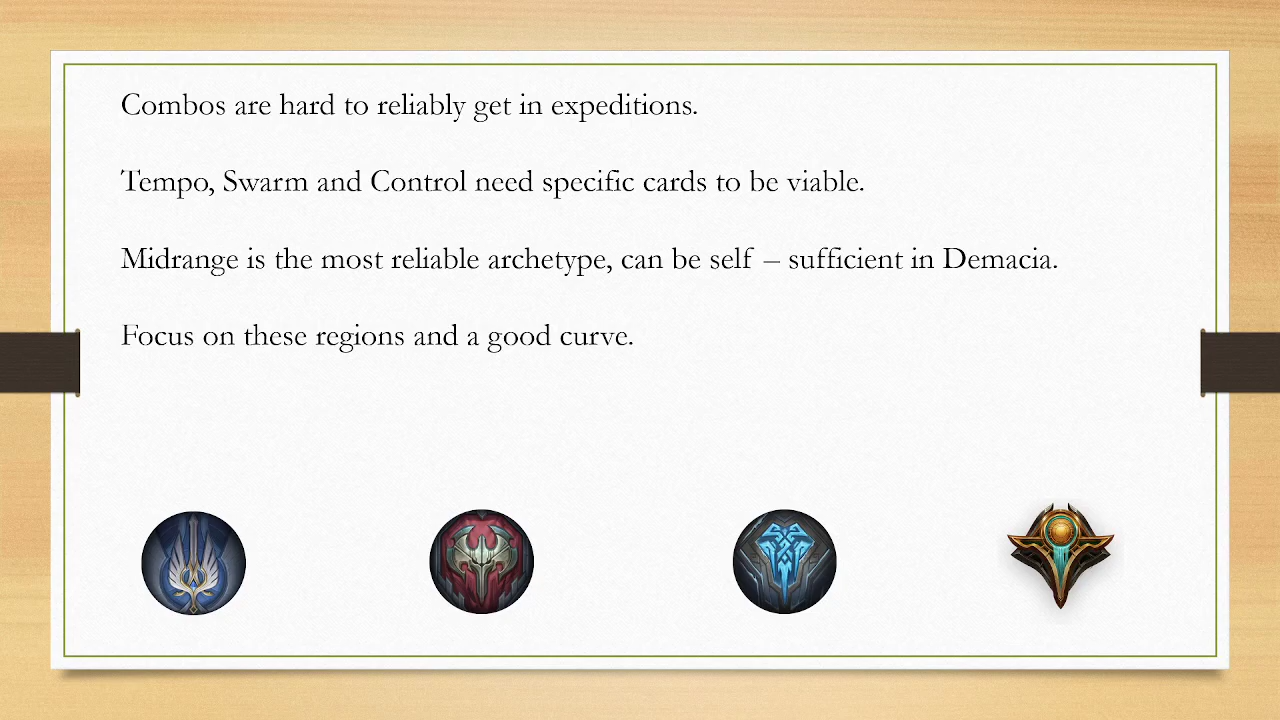 Combos are hard to reliably get in expeditions.
Tempo, Swarm and Control need specific cards to be viable.
Midrange is the most reliable archetype, can be self – sufficient in Demacia.
Focus on these regions and a good curve.